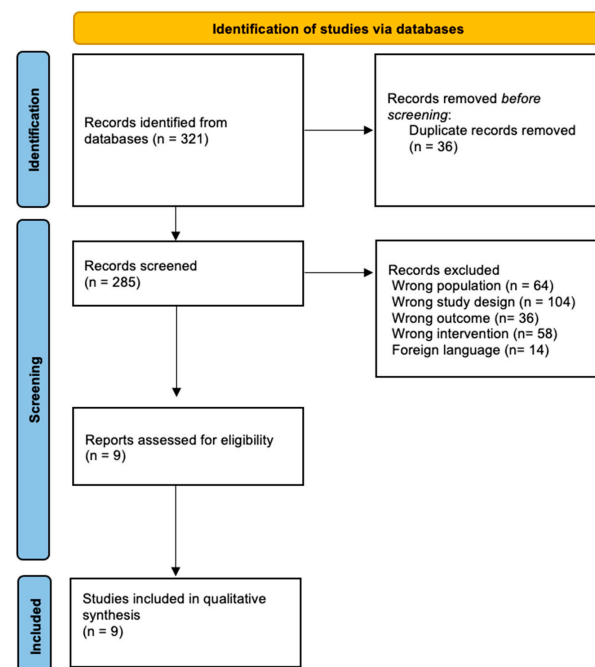 Identification of studies via databases
Identification
Records identified from
databases (n = 321)
Records removed before
screening:
Duplicate records removed
(n = 36)
Screening
Records screened
(n = 285)
Records excluded
Wrong population (n = 64)
Wrong study design (n = 104)
Wrong outcome (n= 36)
Wrong intervention (n= 58)
Foreign language (n= 14)
Reports assessed for eligibility
(n = 9)
Included
Studies included in qualitative
synthesis
(n = 9)